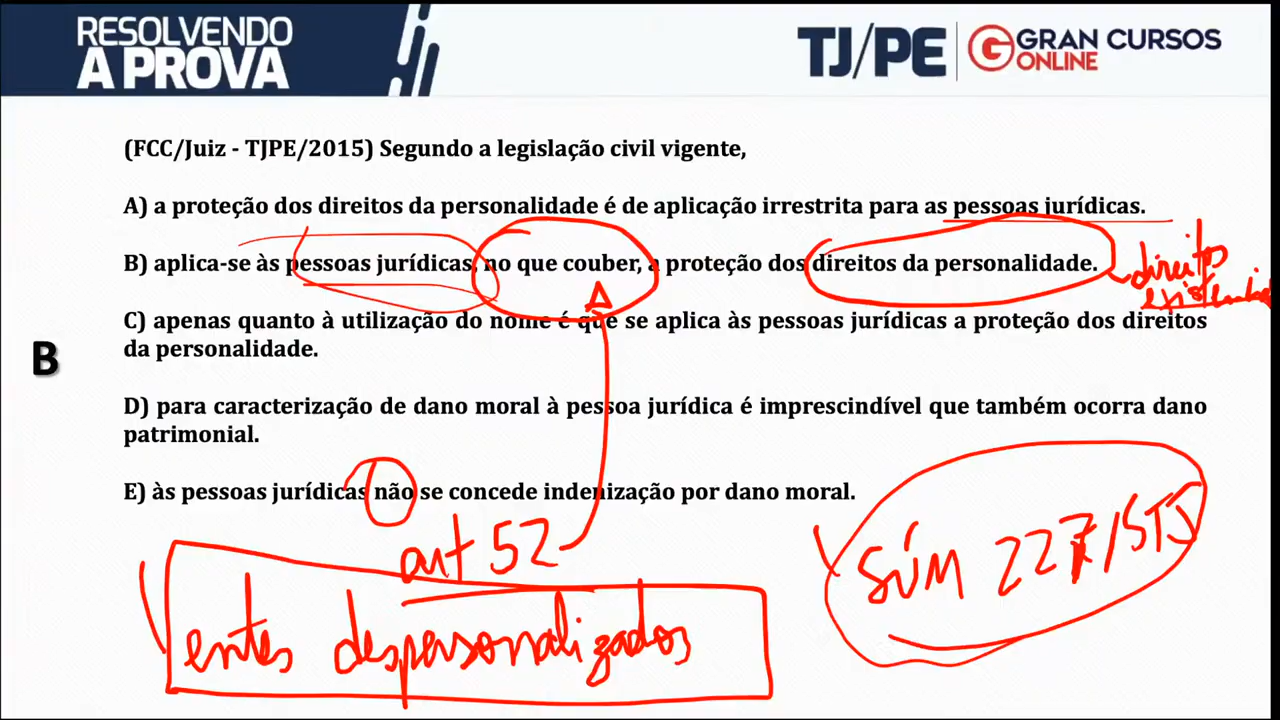 RESOLVENDO
A PROVA
TJ/PE
GRAN CURSOS
ONLINE
(FCC/Juiz - TJPE/2015) Segundo a legislação civil vigente,
A) a proteção dos direitos da personalidade é de aplicação irrestrita para as pessoas jurídicas.
B) aplica-se às pessoas jurídicas, no que couber, a proteção dos direitos da personalidade.
direitos
C) apenas quanto à utilização do nome é que se aplica às pessoas jurídicas a proteção dos direitos
da personalidade.
B
D) para caracterização de dano moral à pessoa jurídica é imprescindível que também ocorra dano
patrimonial.
E) às pessoas jurídicas não se concede indenização por dano moral.
art 52
SÚM 227/STJ
entes despersonalizados